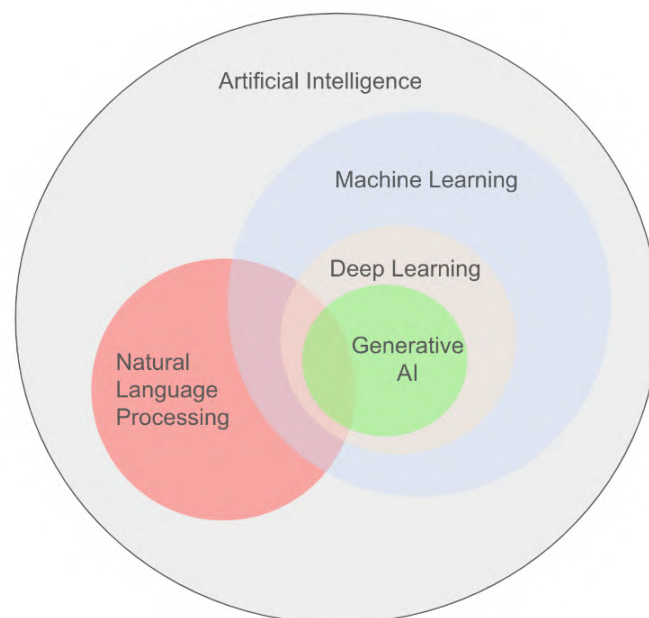 Artificial Intelligence
Machine Learning
Deep Learning
Generative
AI
Natural
Language
Processing